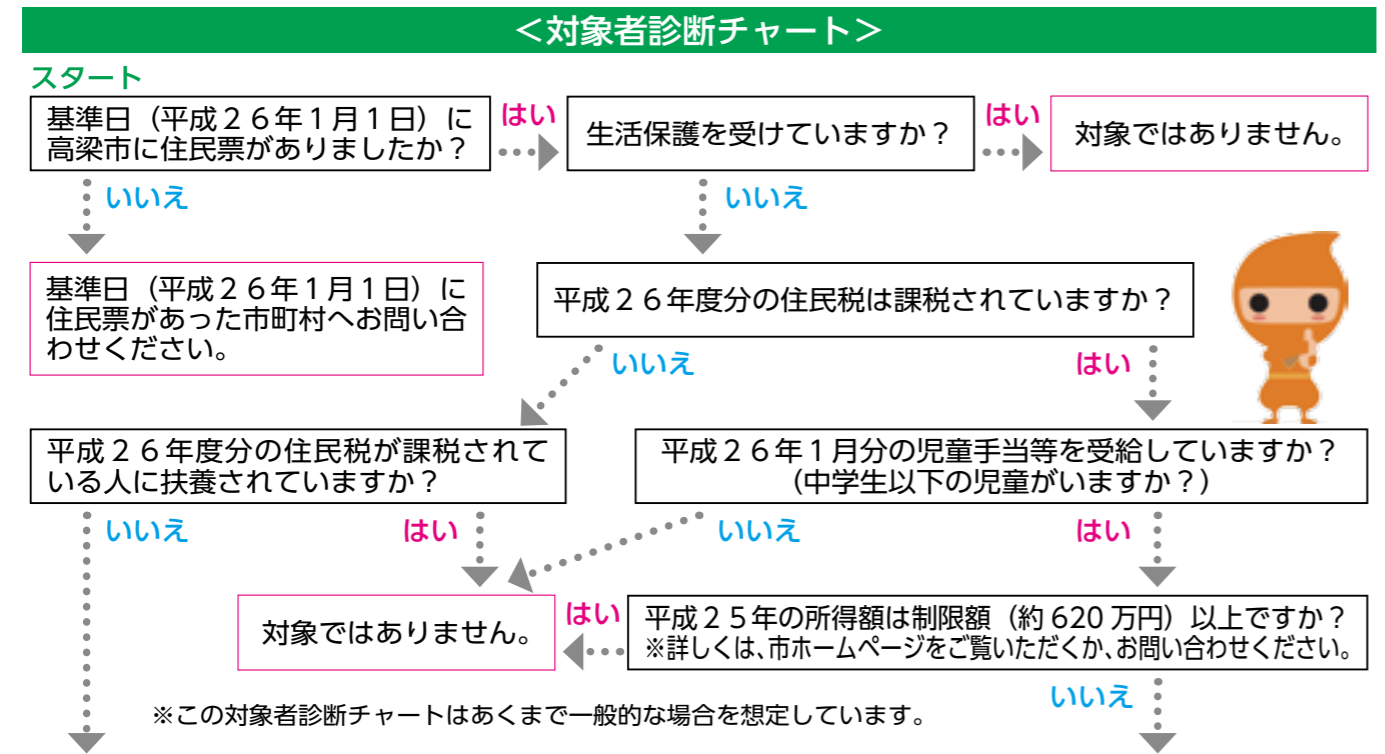 ＜対象者診断チャート＞
スタート
基準日（平成２６年１月１日）に
高梁市に住民票がありましたか？
はい
生活保護を受けていますか？
はい
対象ではありません。
いいえ
いいえ
基準日（平成２６年１月１日）に
住民票があった市町村へお問い合
わせください。
平成２６年度分の住民税は課税されていますか？
いいえ
はい
平成２６年度分の住民税が課税されて
いる人に扶養されていますか？
平成２６年１月分の児童手当等を受給していますか？
（中学生以下の児童がいますか？）
いいえ
はい
いいえ
はい
対象ではありません。
はい
平成２５年の所得額は制限額（約 620 万円）以上ですか？
※詳しくは、市ホームページをご覧いただくか、お問い合わせください。
いいえ
※この対象者診断チャートはあくまで一般的な場合を想定しています。